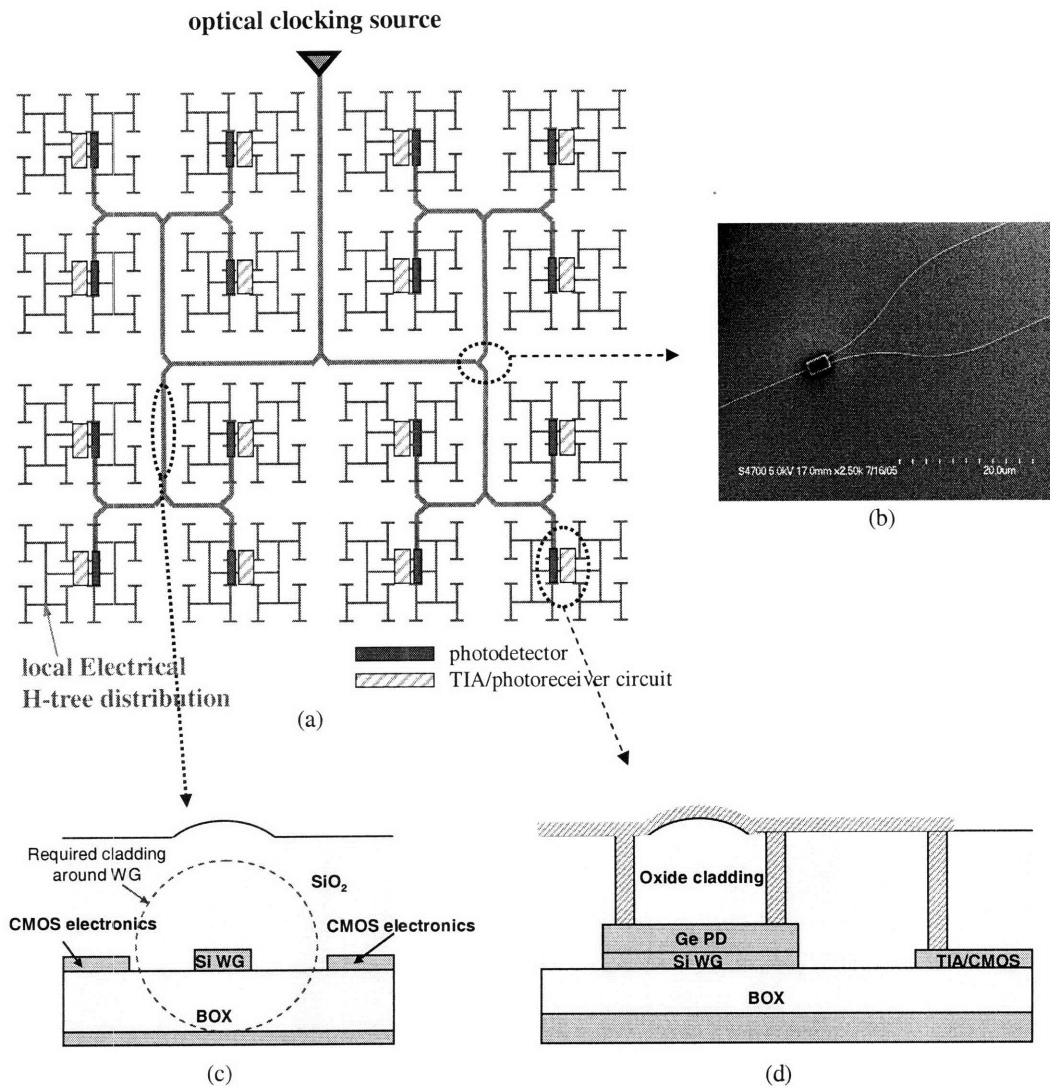 optical clocking source
local Electrical
H-tree distribution
photodetector
TIA/photoreceiver circuit
(a)
S4700 5.0kV 17.0mm x2.50k 7/16/05
20.0um
(b)
Required cladding
around WG
SiO2
CMOS electronics
CMOS electronics
Si WG
BOX
(c)
Oxide cladding
Ge PD
Si WG
TIA/CMOS
BOX
(d)